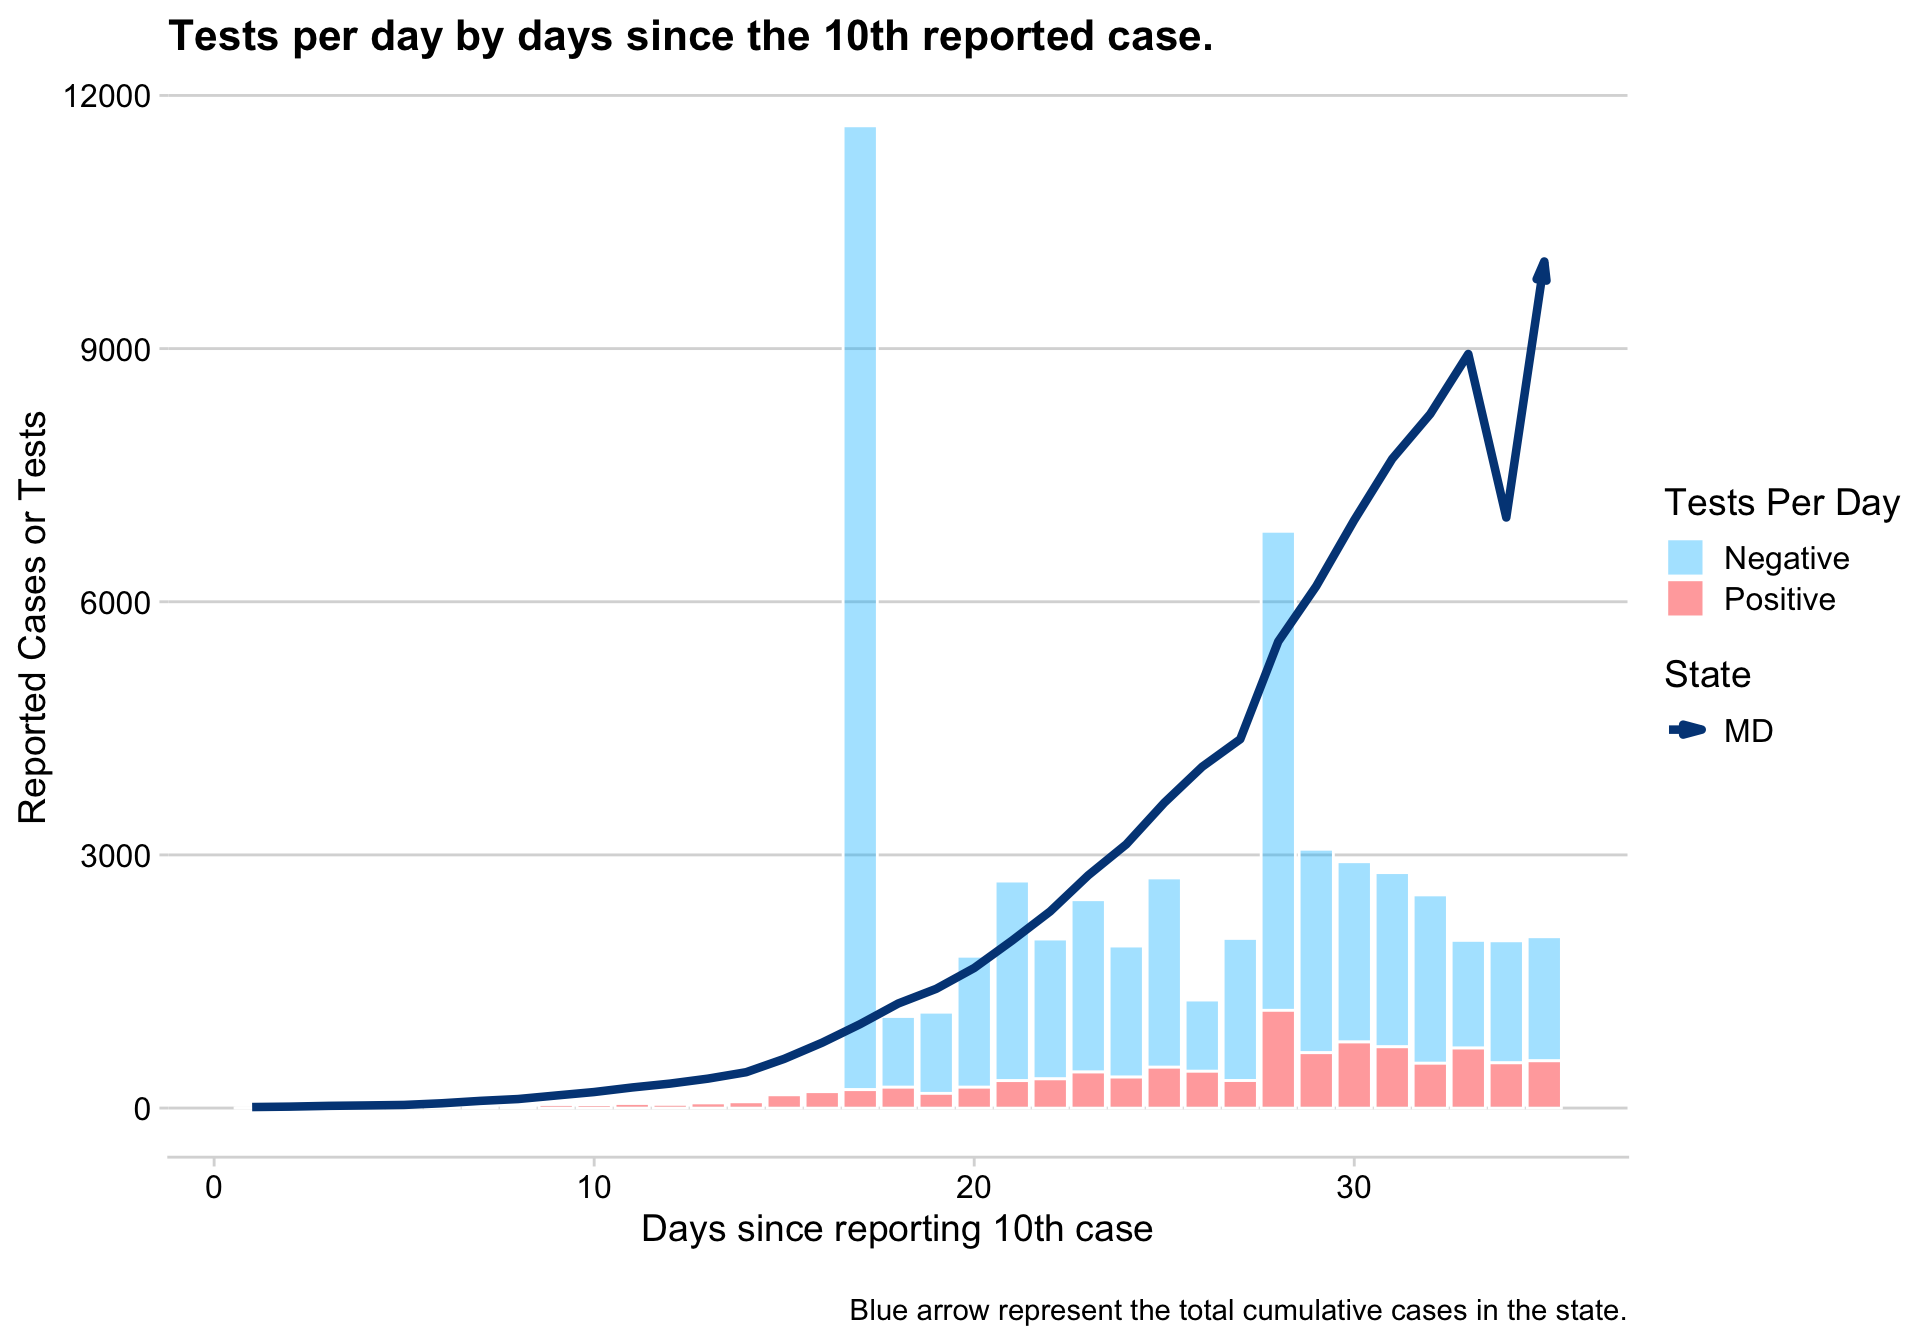 Tests per day by days since the 10th reported case.
12000
9000
6000
3000
0
Reported Cases or Tests
0 10 20 30
Days since reporting 10th case
Tests Per Day
Negative
Positive
State
MD
Blue arrow represent the total cumulative cases in the state.